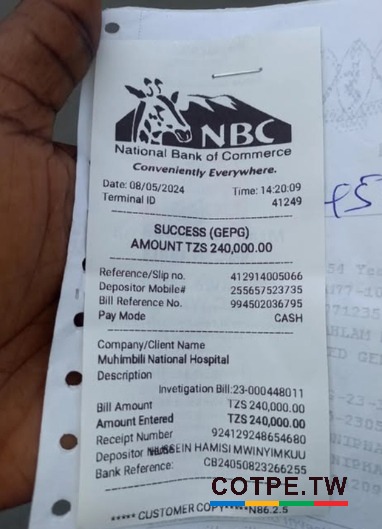 NBC
National Bank of Commerce
Conveniently Everywhere.
Date: 08/05/2024 Time: 14:20:09
Terminal ID 41249
SUCCESS (GEPG)
AMOUNT TZS 240,000.00
Reference/Slip no. 412914005066
Depositor Mobile# 255657523735
Bill Reference No. 994502036795
Pay Mode CASH
Company/Client Name
Muhimbili National Hospital
Description
Invetigation Bill:23-000448011
Bill Amount TZS 240,000.00
Amount Entered TZS 240,000.00
Receipt Number 924129248654680
Depositor HUSSEIN HAMISI MWINYIMKUU
Bank Reference: CB24050823266255
***** CUSTOMER COPY *****N86.2.5
COTPE.TW